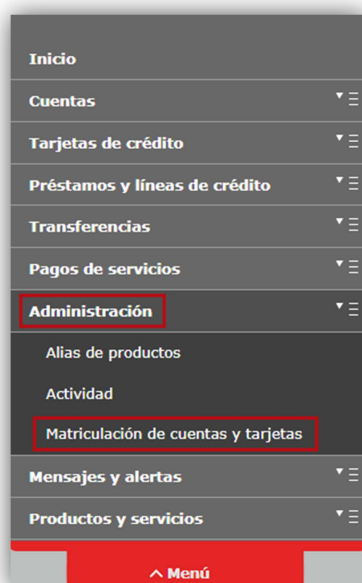 Inicio
Cuentas
Tarjetas de crédito
Préstamos y líneas de crédito
Transferencias
Pagos de servicios
Administración
Alias de productos
Actividad
Matriculación de cuentas y tarjetas
Mensajes y alertas
Productos y servicios
Menú